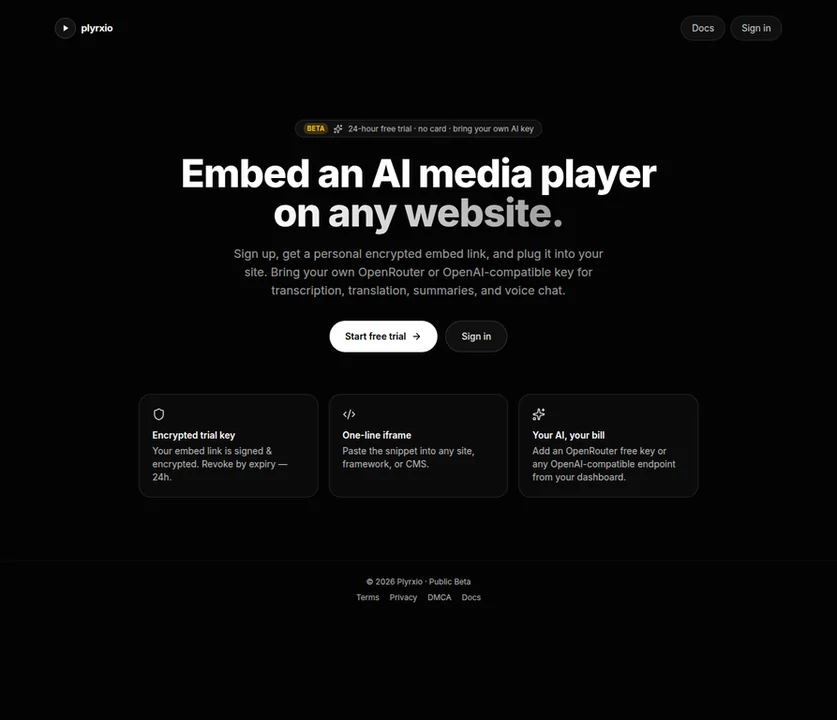 plyrxio
Docs
Sign in
BETA 24-hour free trial · no card · bring your own AI key
Embed an AI media player
on any website.
Sign up, get a personal encrypted embed link, and plug it into your
site. Bring your own OpenRouter or OpenAI-compatible key for
transcription, translation, summaries, and voice chat.
Start free trial →
Sign in
Encrypted trial key
Your embed link is signed &
encrypted. Revoke by expiry —
24h.
One-line iframe
Paste the snippet into any site,
framework, or CMS.
Your AI, your bill
Add an OpenRouter free key or
any OpenAI-compatible endpoint
from your dashboard.
© 2026 Plyrxio · Public Beta
Terms Privacy DMCA Docs